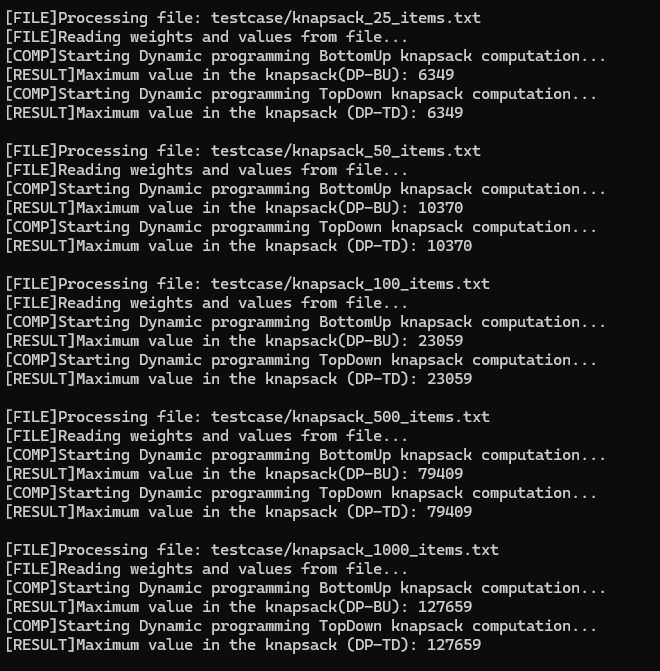 [FILE]Processing file: testcase/knapsack_25_items.txt
[FILE]Reading weights and values from file...
[COMP]Starting Dynamic programming BottomUp knapsack computation...
[RESULT]Maximum value in the knapsack(DP-BU): 6349
[COMP]Starting Dynamic programming TopDown knapsack computation...
[RESULT]Maximum value in the knapsack (DP-TD): 6349

[FILE]Processing file: testcase/knapsack_50_items.txt
[FILE]Reading weights and values from file...
[COMP]Starting Dynamic programming BottomUp knapsack computation...
[RESULT]Maximum value in the knapsack(DP-BU): 10370
[COMP]Starting Dynamic programming TopDown knapsack computation...
[RESULT]Maximum value in the knapsack (DP-TD): 10370

[FILE]Processing file: testcase/knapsack_100_items.txt
[FILE]Reading weights and values from file...
[COMP]Starting Dynamic programming BottomUp knapsack computation...
[RESULT]Maximum value in the knapsack(DP-BU): 23059
[COMP]Starting Dynamic programming TopDown knapsack computation...
[RESULT]Maximum value in the knapsack (DP-TD): 23059

[FILE]Processing file: testcase/knapsack_500_items.txt
[FILE]Reading weights and values from file...
[COMP]Starting Dynamic programming BottomUp knapsack computation...
[RESULT]Maximum value in the knapsack(DP-BU): 79409
[COMP]Starting Dynamic programming TopDown knapsack computation...
[RESULT]Maximum value in the knapsack (DP-TD): 79409

[FILE]Processing file: testcase/knapsack_1000_items.txt
[FILE]Reading weights and values from file...
[COMP]Starting Dynamic programming BottomUp knapsack computation...
[RESULT]Maximum value in the knapsack(DP-BU): 127659
[COMP]Starting Dynamic programming TopDown knapsack computation...
[RESULT]Maximum value in the knapsack (DP-TD): 127659